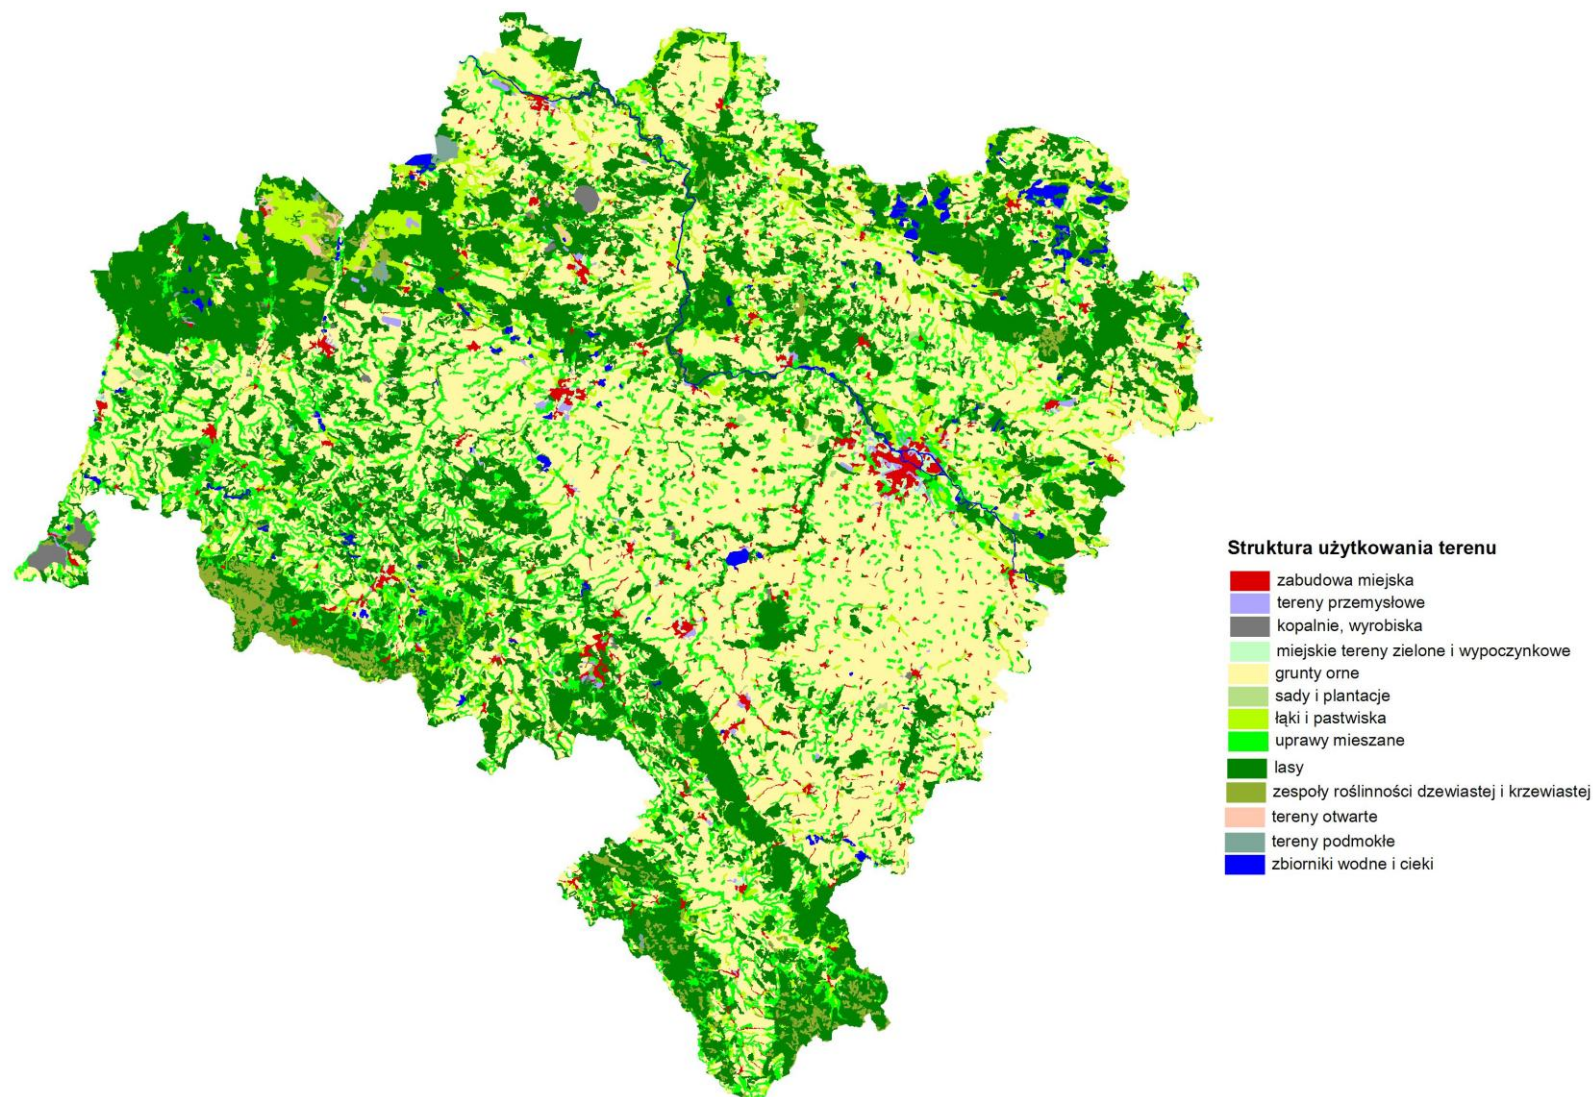 Struktura użytkowania terenu
zabudowa miejska
tereny przemysłowe
kopalnie, wyrobiska
miejskie tereny zielone i wypoczynkowe
grunty orne
sady i plantacje
łąki i pastwiska
uprawy mieszane
lasy
zespoły roślinności dzewiastej i krzewiastej
tereny otwarte
tereny podmokłe
zbiorniki wodne i cieki